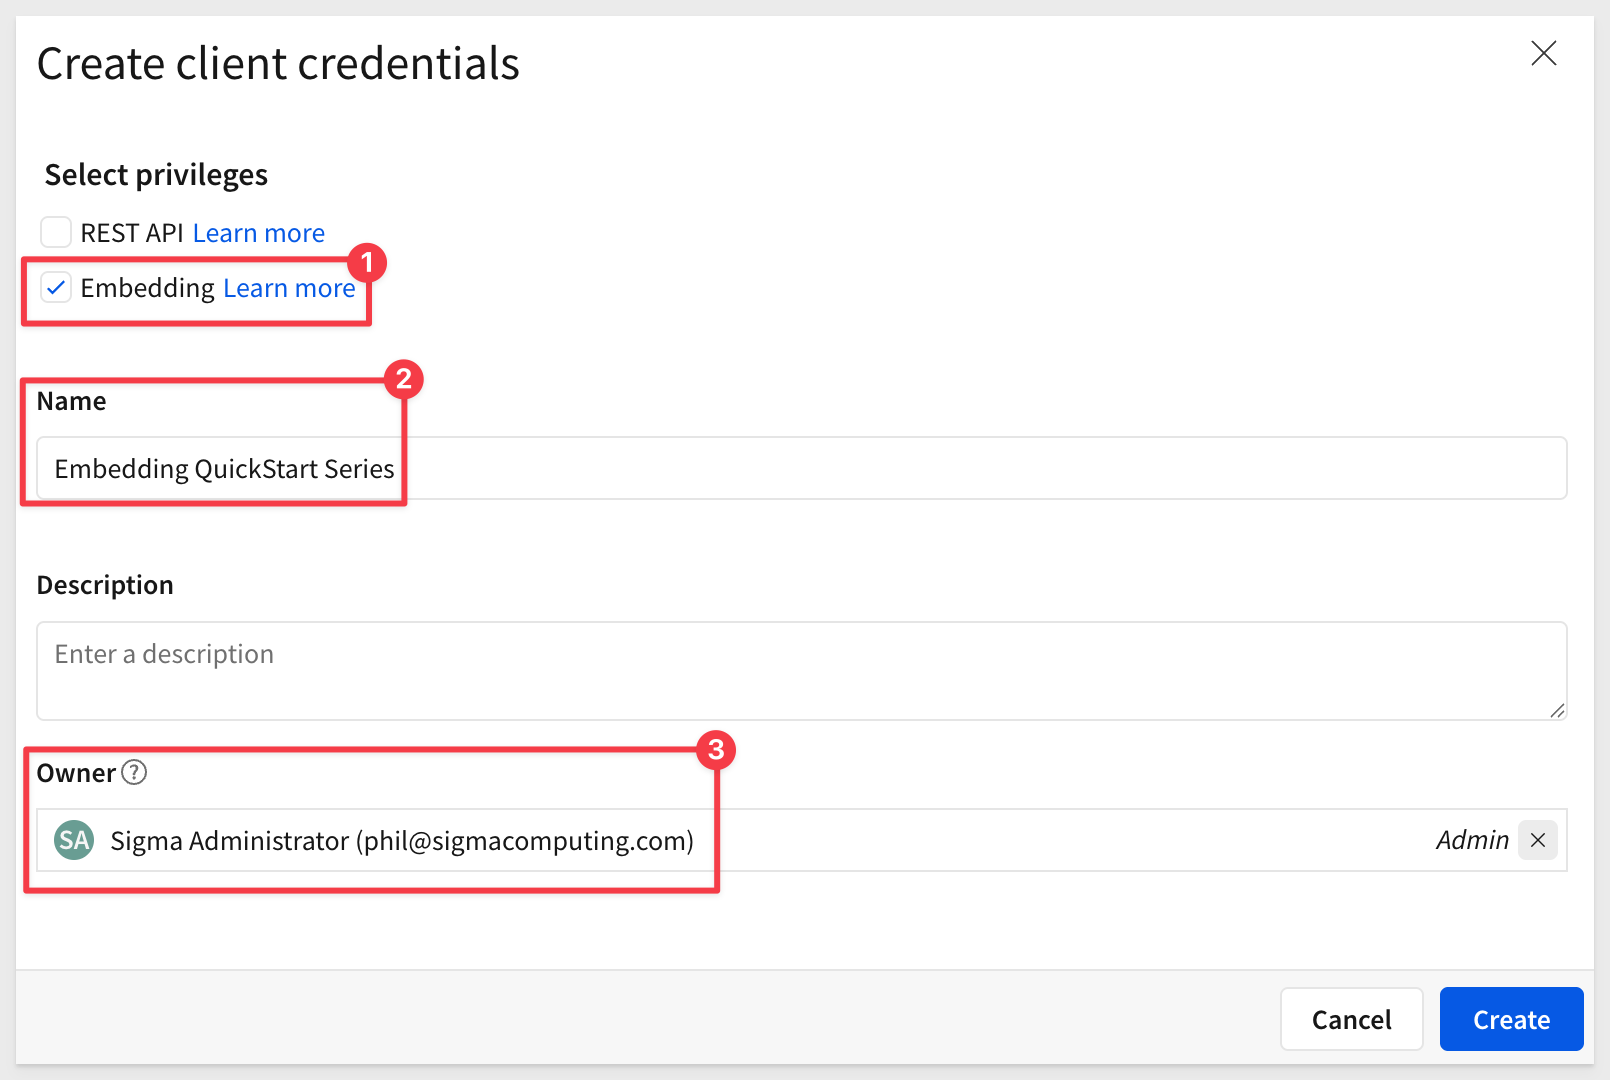 Create client credentials
Select privileges
REST API Learn more
1
Embedding Learn more
2
Name
Embedding QuickStart Series
Description
Enter a description
3
Owner ?
SA Sigma Administrator (phil@sigmacomputing.com) Admin
Cancel Create